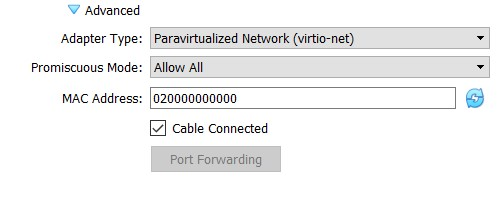 Advanced
Adapter Type: Paravirtualized Network (virtio-net)
Promiscuous Mode: Allow All
MAC Address: 020000000000
Cable Connected
Port Forwarding